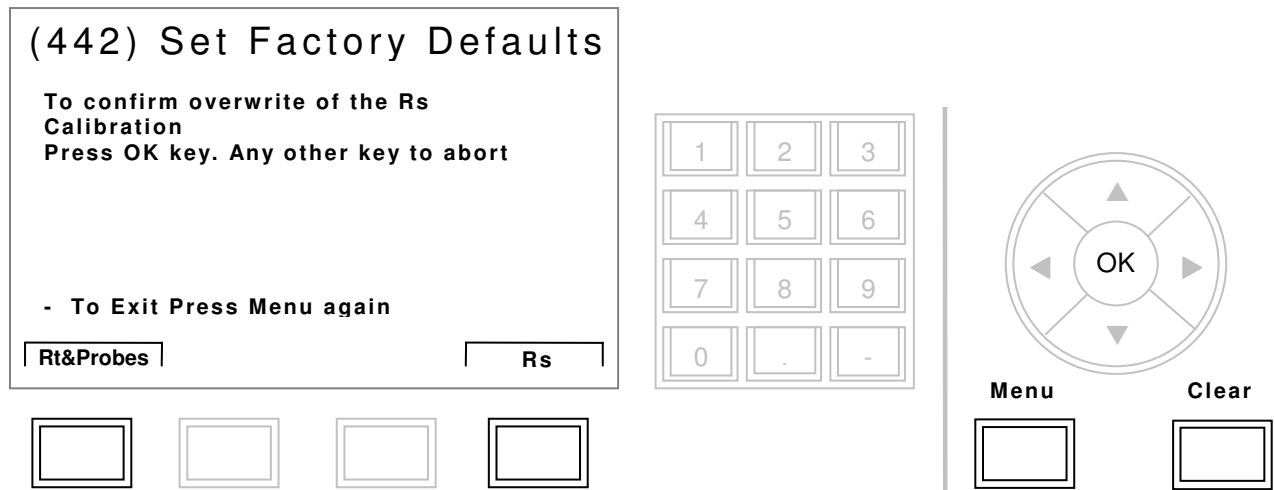 (442) Set Factory Defaults
To confirm overwrite of the Rs
Calibration
Press OK key. Any other key to abort
- To Exit Press Menu again
Rt&Probes
Rs
1 2 3
4 5 6
7 8 9
0 . -
OK
Menu
Clear